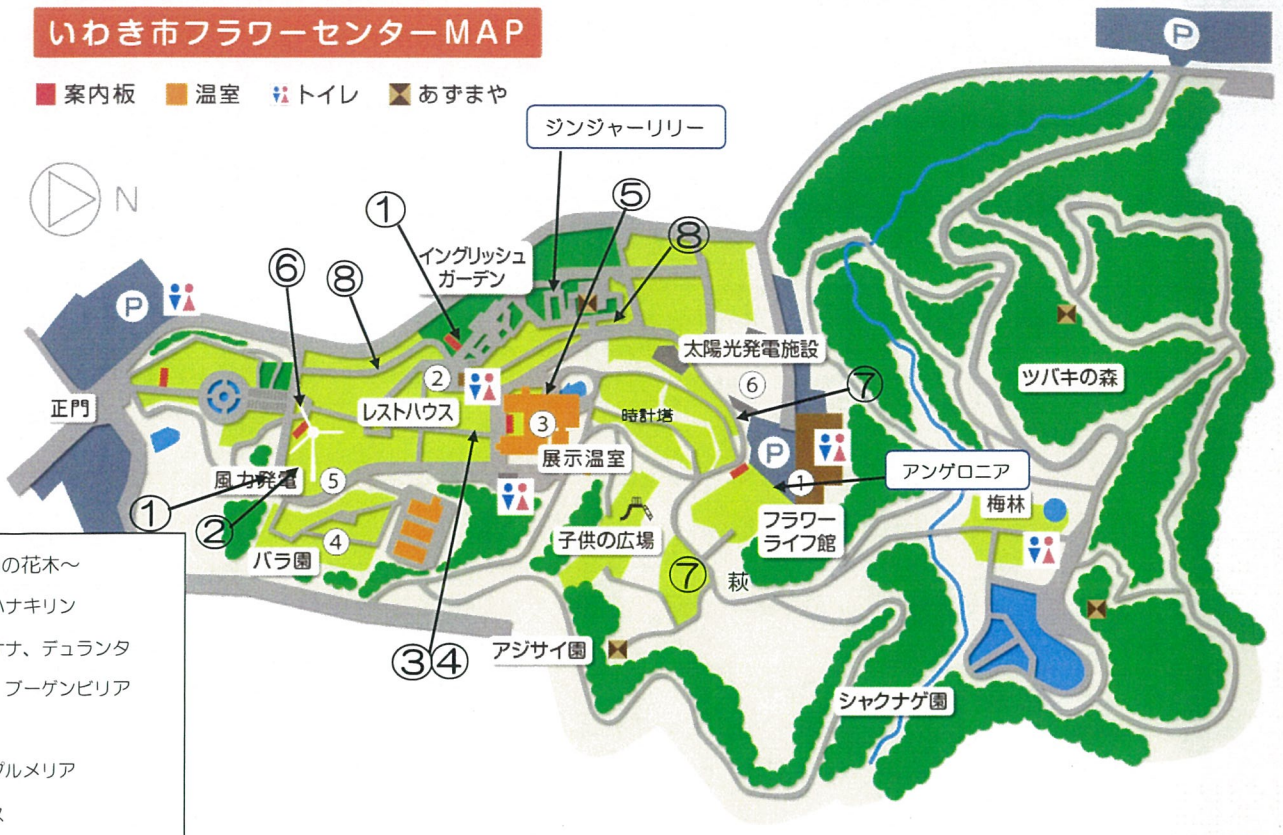 いわき市フラワーセンターMAP
案内板 温室 トイレ あずまや
P
ジンジャーリリー
N
①
⑤
⑧
イングリッシュ
ガーデン
⑥
⑧
P
太陽光発電施設
ツバキの森
②
⑥
⑦
正門
レストハウス
時計塔
③
展示温室
P
アンゲロニア
風力発電
⑤
①
梅林
①
②
フラワー
ライフ館
子供の広場
④
バラ園
⑦
萩
③④
アジサイ園
シャクナゲ園
の花木~
ハナキリン
ナ、デュランタ
ブーゲンビリア
プルメリア